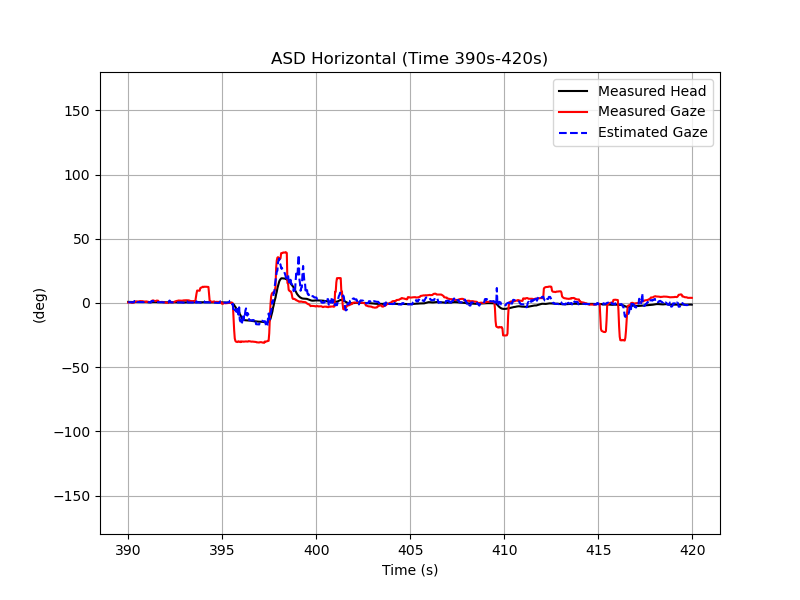 ASD Horizontal (Time 390s-420s)
Measured Head
Measured Gaze
Estimated Gaze
150
100
50
0
−50
−100
−150
(deg)
390
395
400
405
410
415
420
Time (s)